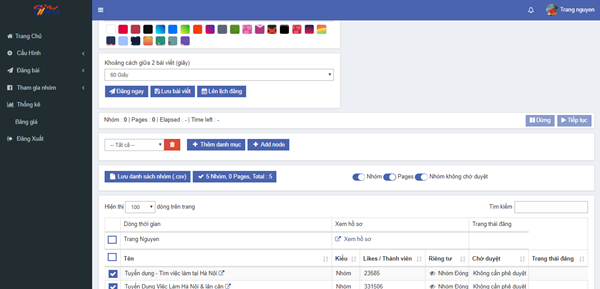 Trang nguyen
Trang Chủ
Cấu Hình
Đăng bài
Tham gia nhóm
Thống kê
Bảng giá
Đăng Xuất
Khoảng cách giữa 2 bài viết (giây)
60 Giây
Đăng ngay
Lưu bài viết
Lên lịch đăng
Nhóm : 0 | Pages : 0 | Elapsed : - | Time left : -
Dừng
Tiếp tục
-- Tất cả --
Thêm danh mục
Add node
Lưu danh sách nhóm (.csv)
5 Nhóm, 0 Pages, Total : 5
Nhóm
Pages
Nhóm không chờ duyệt
Hiện thị 100 dòng trên trang
Tìm kiếm
Dòng thời gian Xem hồ sơ Trang thái đăng
Trang Nguyen Xem hồ sơ
Tên Kiểu Likes / Thành viên Riêng tư Chờ duyệt Trạng thái đăng
Tuyển dụng - Tìm việc làm tại Hà Nội Nhóm 23585 Nhóm Đóng Không cần phê duyệt
Tuyển Dụng Việc Làm Hà Nội & lân cận Nhóm 331506 Nhóm Đóng Không cần phê duyệt